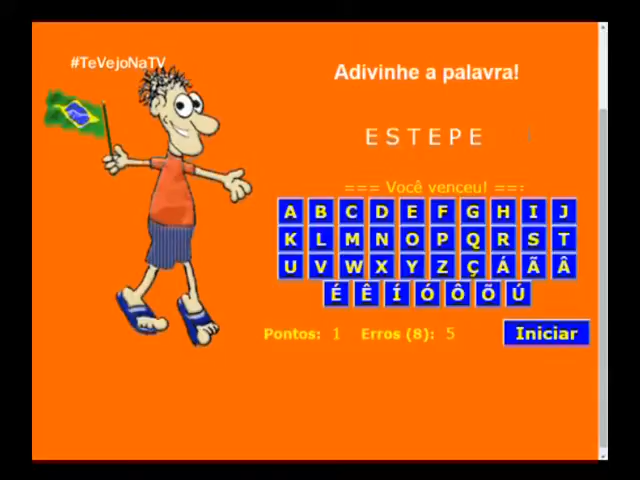 #TeVejoNaTV
Adivinhe a palavra!
E S T E P E
=== Você venceu! ==
A B C D E F G H I J
K L M N O P Q R S T
U V W X Y Z Ç Á Ã Â
É Ê Í Ó Ô Õ Ú
Pontos: 1 Erros (8): 5 Iniciar